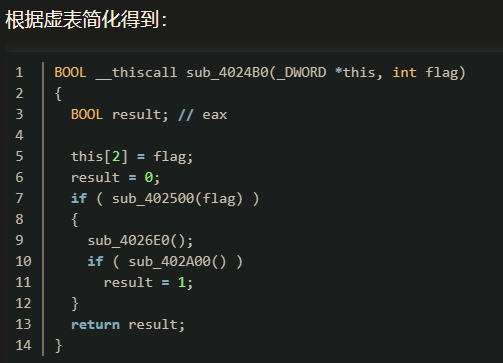 根据虚表简化得到：
1 BOOL __thiscall sub_4024B0(_DWORD *this, int flag)
2 {
3   BOOL result; // eax
4
5   this[2] = flag;
6   result = 0;
7   if ( sub_402500(flag) )
8   {
9     sub_4026E0();
10     if ( sub_402A00() )
11       result = 1;
12   }
13   return result;
14 }